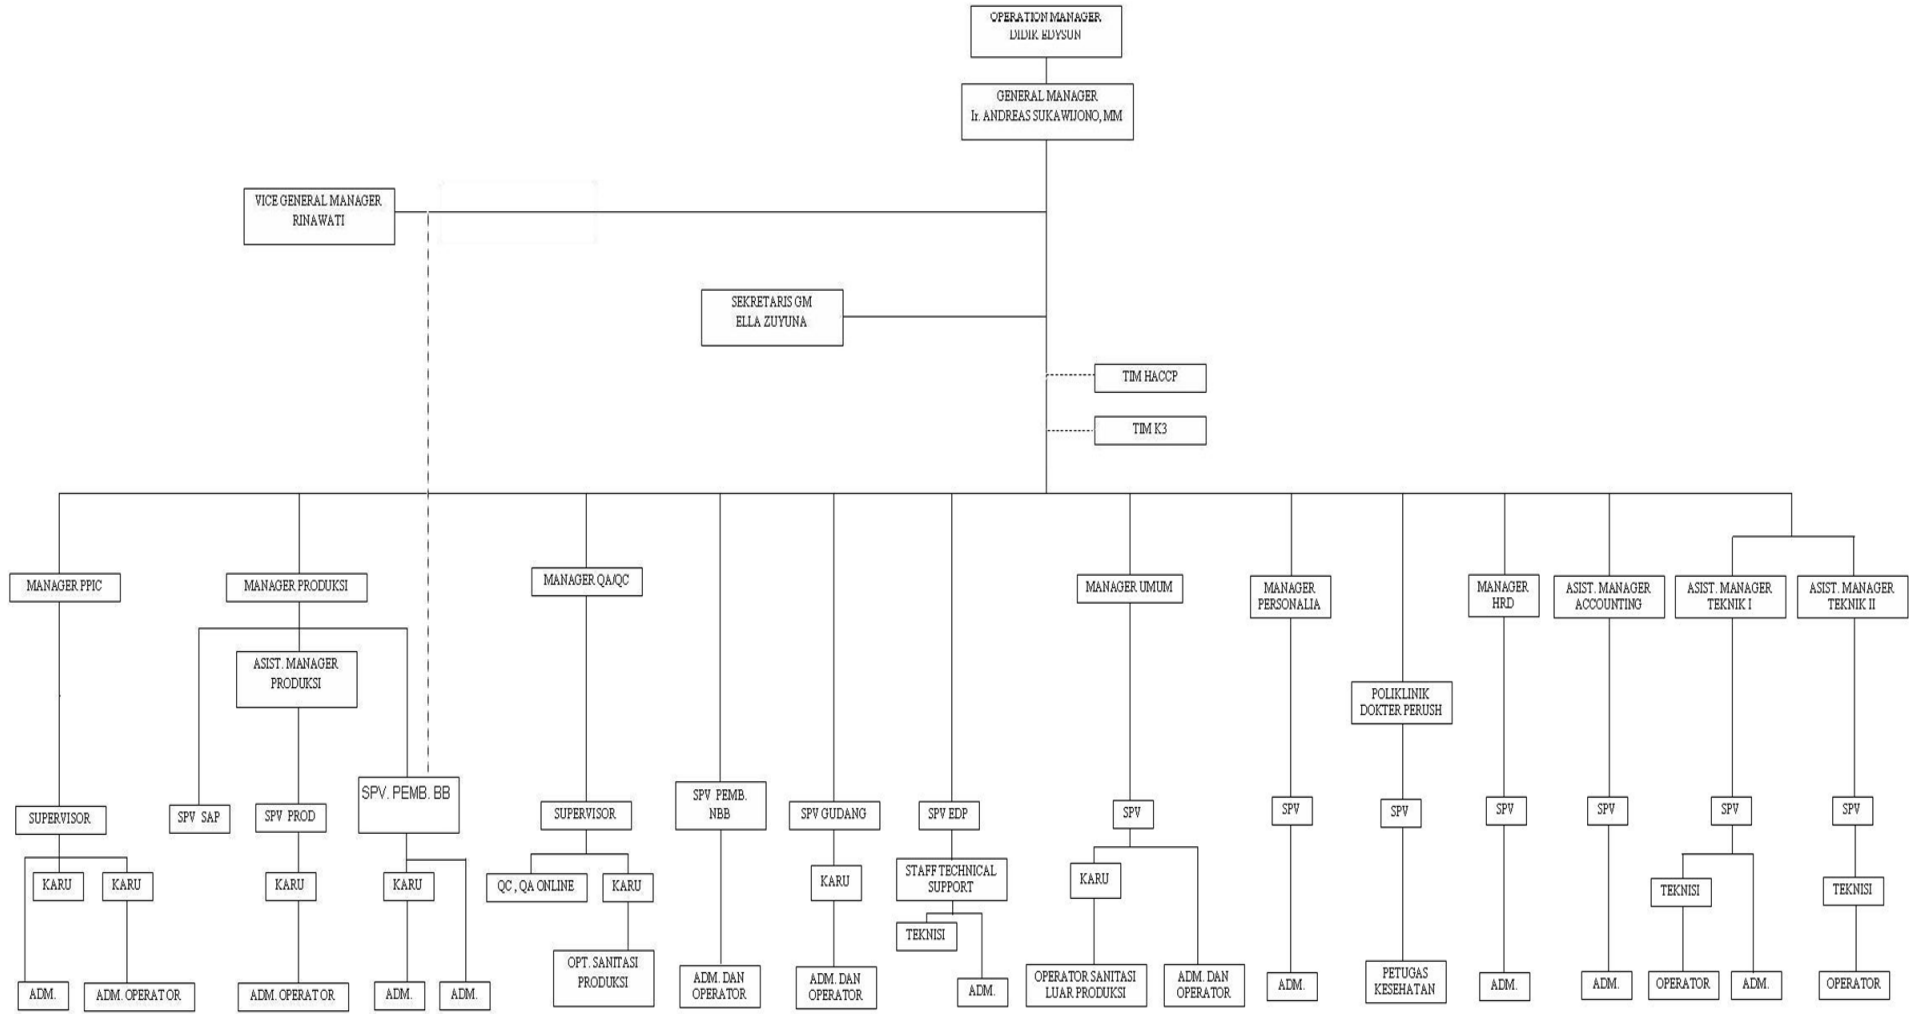 OPERATION MANAGER
DIDIK EDYSUN
GENERAL MANAGER
Ir. ANDREAS SUKAWIJONO, MM
VICE GENERAL MANAGER
RINAWATI
SEKRETARIS GM
ELLA ZUYUNA
TIM HACCP
TIM K3
MANAGER PPIC
MANAGER PRODUKSI
MANAGER QA/QC
MANAGER UMUM
MANAGER
PERSONALIA
MANAGER
HRD
ASIST. MANAGER
ACCOUNTING
ASIST. MANAGER
TEKNIK I
ASIST. MANAGER
TEKNIK II
ASIST. MANAGER
PRODUKSI
POLIKLINIK
DOKTER PERUSH
SUPERVISOR
SPV SAP
SPV PROD
SPV. PEMB. BB
SUPERVISOR
SPV PEMB.
NBB
SPV GUDANG
SPV EDP
SPV
SPV
SPV
SPV
SPV
SPV
SPV
KARU
KARU
KARU
KARU
QC , QA ONLINE
KARU
KARU
STAFF TECHNICAL
SUPPORT
KARU
TEKNISI
TEKNISI
TEKNISI
OPT. SANITASI
PRODUKSI
ADM.
ADM. OPERATOR
ADM. OPERATOR
ADM.
ADM.
ADM. DAN
OPERATOR
ADM. DAN
OPERATOR
ADM.
OPERATOR SANITASI
LUAR PRODUKSI
ADM. DAN
OPERATOR
ADM.
PETUGAS
KESEHATAN
ADM.
ADM.
OPERATOR
ADM.
OPERATOR